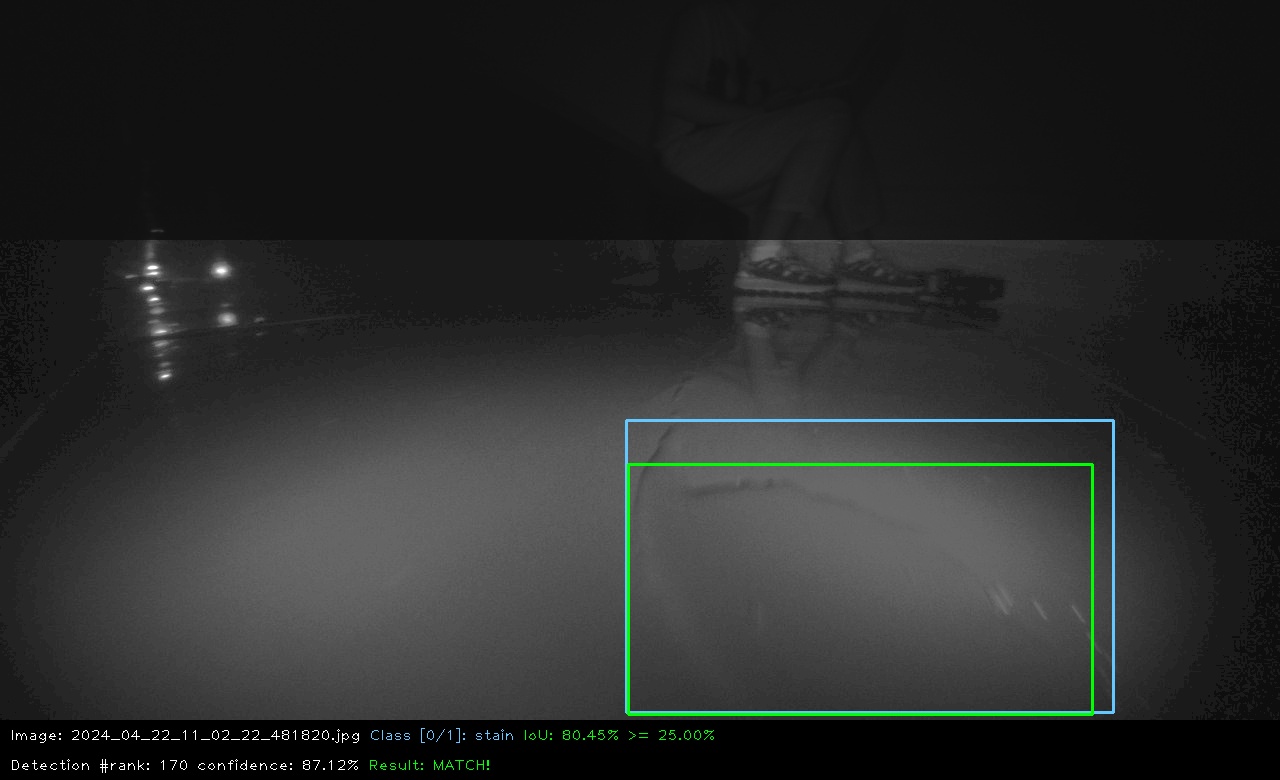 Image: 2024_04_22_11_02_22_481820.jpg Class [0/1]: stain IoU: 80.45% >= 25.00%
Detection #rank: 170 confidence: 87.12% Result: MATCH!